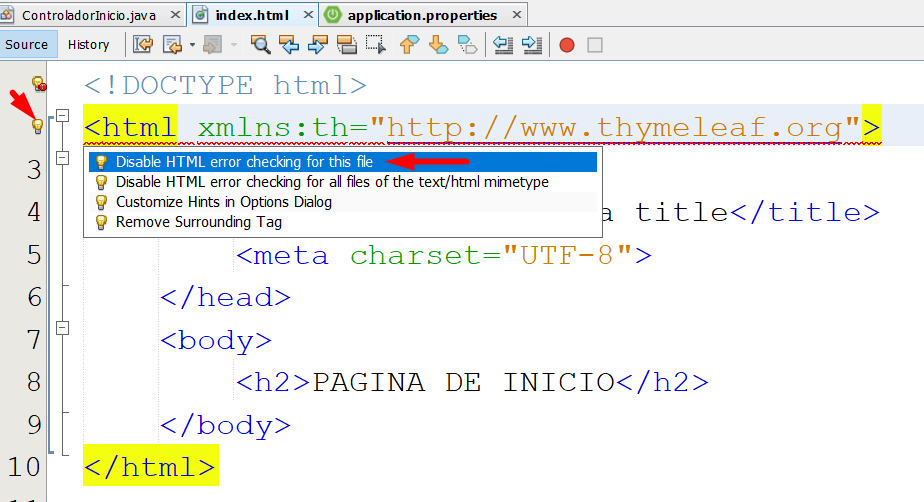 ControladorInicio.java index.html application.properties
Source History
<!DOCTYPE html>
<html xmlns:th="http://www.thymeleaf.org">
Disable HTML error checking for this file
3
Disable HTML error checking for all files of the text/html mimetype
Customize Hints in Options Dialog
4 a title</title>
Remove Surrounding Tag
5 <meta charset="UTF-8">
6 </head>
7 <body>
8 <h2>PAGINA DE INICIO</h2>
9 </body>
10 </html>